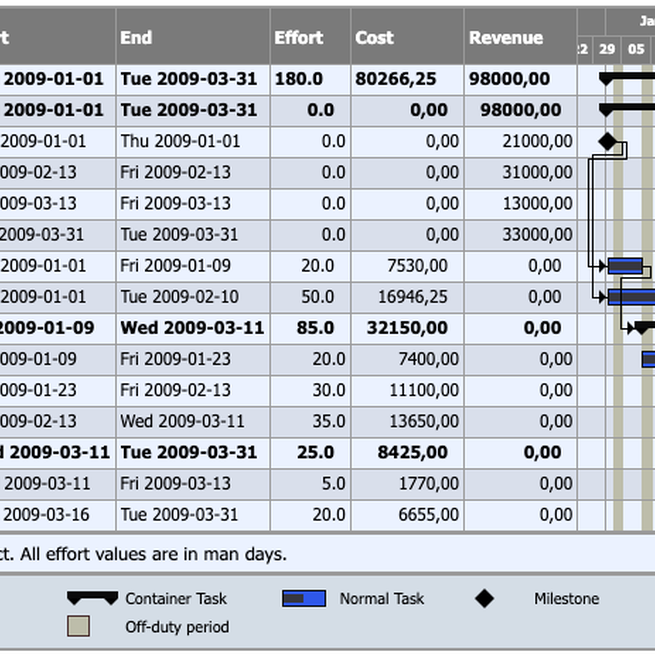 rt End Effort Cost Revenue Ja
22 29 05
2009-01-01 Tue 2009-03-31 180.0 80266,25 98000,00
2009-01-01 Tue 2009-03-31 0.0 0,00 98000,00
2009-01-01 Thu 2009-01-01 0.0 0,00 21000,00
009-02-13 Fri 2009-02-13 0.0 0,00 31000,00
009-03-13 Fri 2009-03-13 0.0 0,00 13000,00
2009-03-31 Tue 2009-03-31 0.0 0,00 33000,00
2009-01-01 Fri 2009-01-09 20.0 7530,00 0,00
2009-01-01 Tue 2009-02-10 50.0 16946,25 0,00
2009-01-09 Wed 2009-03-11 85.0 32150,00 0,00
009-01-09 Fri 2009-01-23 20.0 7400,00 0,00
009-01-23 Fri 2009-02-13 30.0 11100,00 0,00
009-02-13 Wed 2009-03-11 35.0 13650,00 0,00
d 2009-03-11 Tue 2009-03-31 25.0 8425,00 0,00
2009-03-11 Fri 2009-03-13 5.0 1770,00 0,00
2009-03-16 Tue 2009-03-31 20.0 6655,00 0,00
ct. All effort values are in man days.
Container Task Normal Task Milestone
Off-duty period